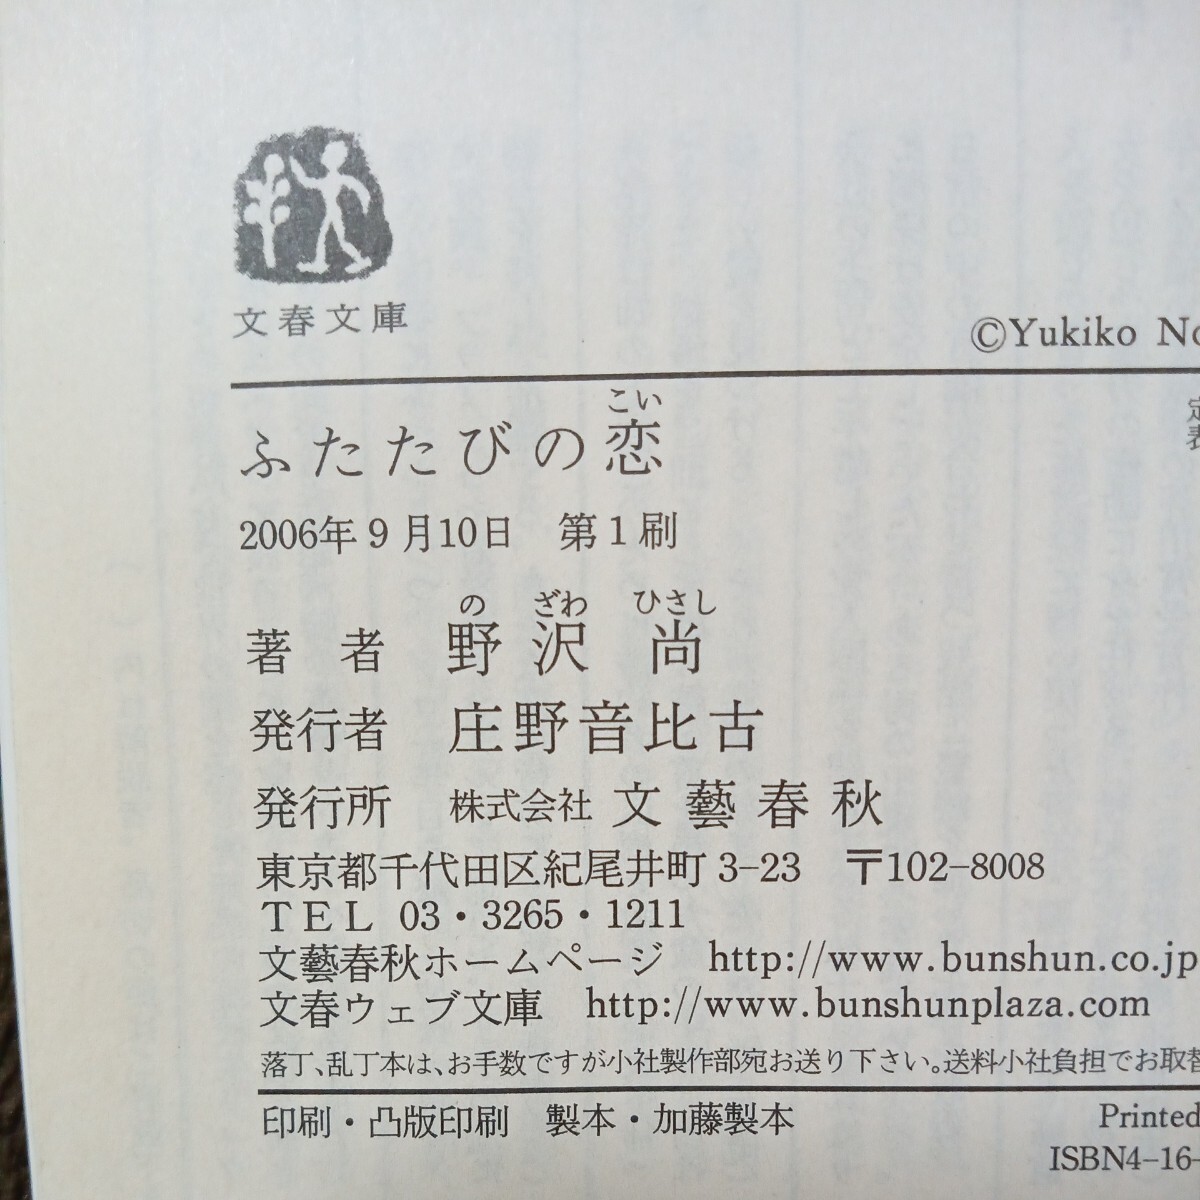 文春文庫
©Yukiko
こい
ふたたびの恋
定
2006年9月10日 第1刷
の ざわ ひさし
著者 野沢 尚
発行者 庄野音比古
発行所 株式会社 文藝春秋
東京都千代田区紀尾井町 3-23 〒102-8008
TEL 03・3265・1211
文藝春秋ホームページ http://www.bunshun.co.jp
文春ウェブ文庫 http://www.bunshunplaza.com
落丁、乱丁本は、お手数ですが小社製作部宛お送り下さい。送料小社負担でお取替
印刷・凸版印刷 製本・加藤製本
Printed
ISBN4-16-